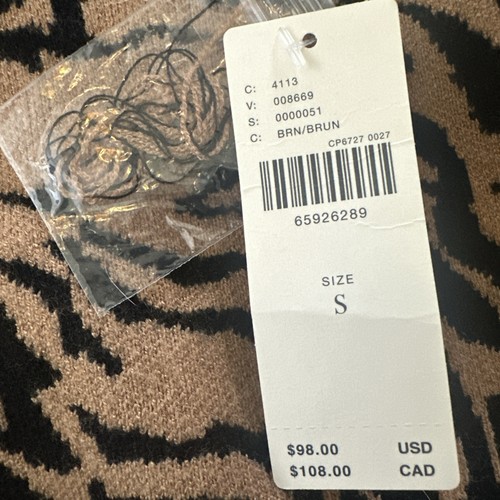 C: 4113
V: 008669
S: 0000051
C: BRN/BRUN
CP6727 0027
65926289
SIZE
S
$98.00 USD
$108.00 CAD